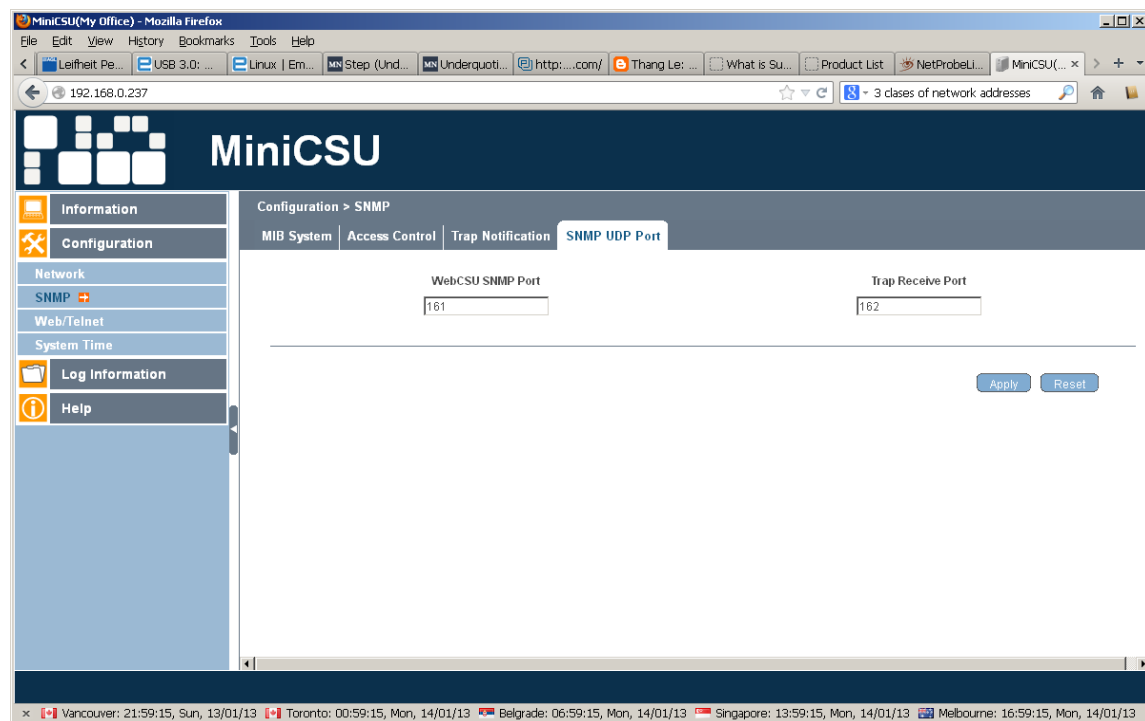 MiniCSU(My Office) - Mozilla Firefox
File Edit View History Bookmarks Tools Help
Leifheit Pe... USB 3.0: ... Linux | Em... Step (Und... Underquoti... http:....com/ Thang Le: ... What is Su... Product List NetProbeLi... MiniCSU(... ×
192.168.0.237 3 clases of network addresses
MiniCSU
Information
Configuration
Network
SNMP
Web/Telnet
System Time
Log Information
Help
Configuration > SNMP
MIB System Access Control Trap Notification SNMP UDP Port
WebCSU SNMP Port Trap Receive Port
161 162
Apply Reset
× Vancouver: 21:59:15, Sun, 13/01/13 Toronto: 00:59:15, Mon, 14/01/13 Belgrade: 06:59:15, Mon, 14/01/13 Singapore: 13:59:15, Mon, 14/01/13 Melbourne: 16:59:15, Mon, 14/01/13